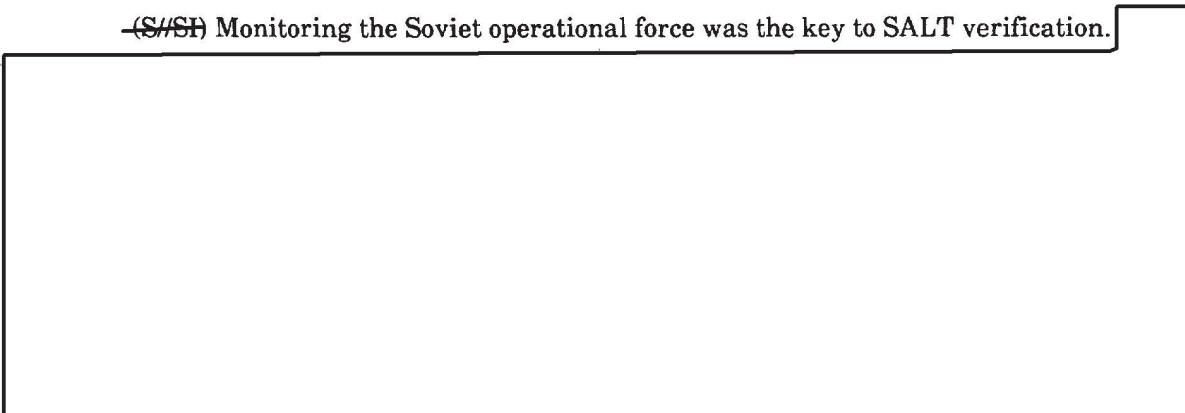 (S//SI) Monitoring the Soviet operational force was the key to SALT verification.